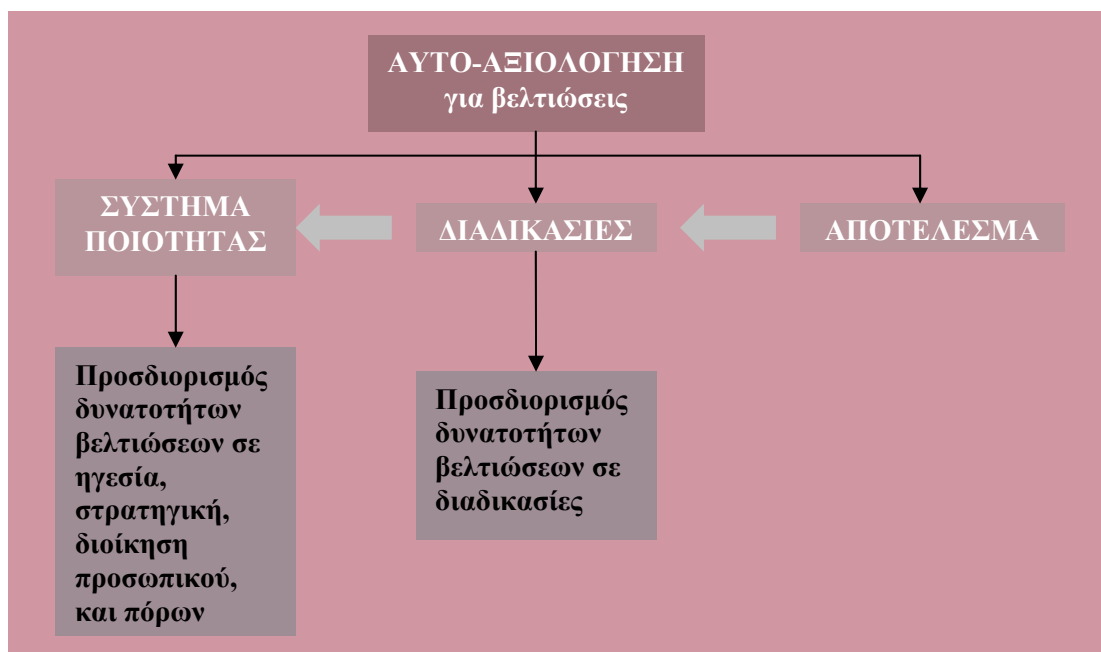 ΑΥΤΟ-ΑΞΙΟΛΟΓΗΣΗ
για βελτιώσεις
ΣΥΣΤΗΜΑ
ΠΟΙΟΤΗΤΑΣ
ΔΙΑΔΙΚΑΣΙΕΣ
ΑΠΟΤΕΛΕΣΜΑ
Προσδιορισμός
δυνατοτήτων
βελτιώσεων σε
ηγεσία,
στρατηγική,
διοίκηση
προσωπικού,
και πόρων
Προσδιορισμός
δυνατοτήτων
βελτιώσεων σε
διαδικασίες